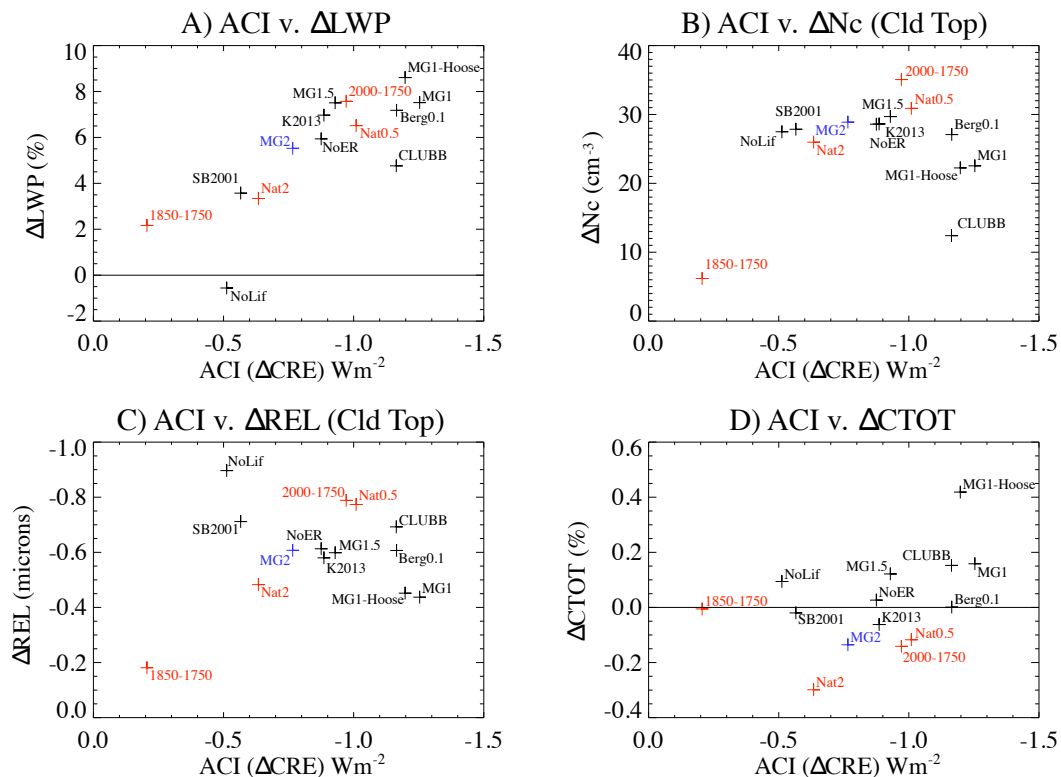 A) ACI v. ΔLWP
10
8
6
4
2
0
-2
ΔLWP (%)
MG1-Hoose
2000-1750
MG1.5
MG1
K2013
Berg0.1
Nat0.5
MG2
NoER
CLUBB
SB2001
Nat2
1850-1750
NoLif
0.0
-0.5
-1.0
-1.5
ACI (ΔCRE) Wm-2
B) ACI v. ΔNc (Cld Top)
40
30
20
10
0
ΔNc (cm-3)
2000-1750
SB2001
MG1.5
Nat0.5
NoLif
MG2
K2013
Berg0.1
Nat2
NoER
MG1
MG1-Hoose
CLUBB
1850-1750
0.0
-0.5
-1.0
-1.5
ACI (ΔCRE) Wm-2
C) ACI v. ΔREL (Cld Top)
-1.0
-0.8
-0.6
-0.4
-0.2
0.0
ΔREL (microns)
NoLif
2000-1750
Nat0.5
SB2001
NoER
CLUBB
MG2
MG1.5
K2013
Berg0.1
Nat2
MG1-Hoose
MG1
1850-1750
0.0
-0.5
-1.0
-1.5
ACI (ΔCRE) Wm-2
D) ACI v. ΔCTOT
0.6
0.4
0.2
0.0
-0.2
-0.4
ΔCTOT (%)
MG1-Hoose
CLUBB
MG1.5
MG1
NoLif
NoER
Berg0.1
1850-1750
SB2001
K2013
MG2
Nat0.5
2000-1750
Nat2
0.0
-0.5
-1.0
-1.5
ACI (ΔCRE) Wm-2